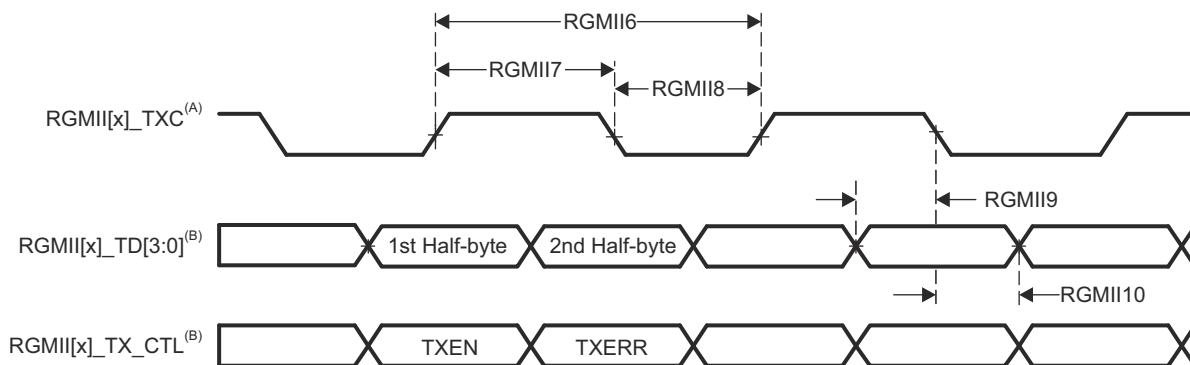 RGMII6
RGMII7
RGMII8
RGMII[x]_TXC(A)
RGMII9
RGMII[x]_TD[3:0](B)
1st Half-byte
2nd Half-byte
RGMII10
RGMII[x]_TX_CTL(B)
TXEN
TXERR